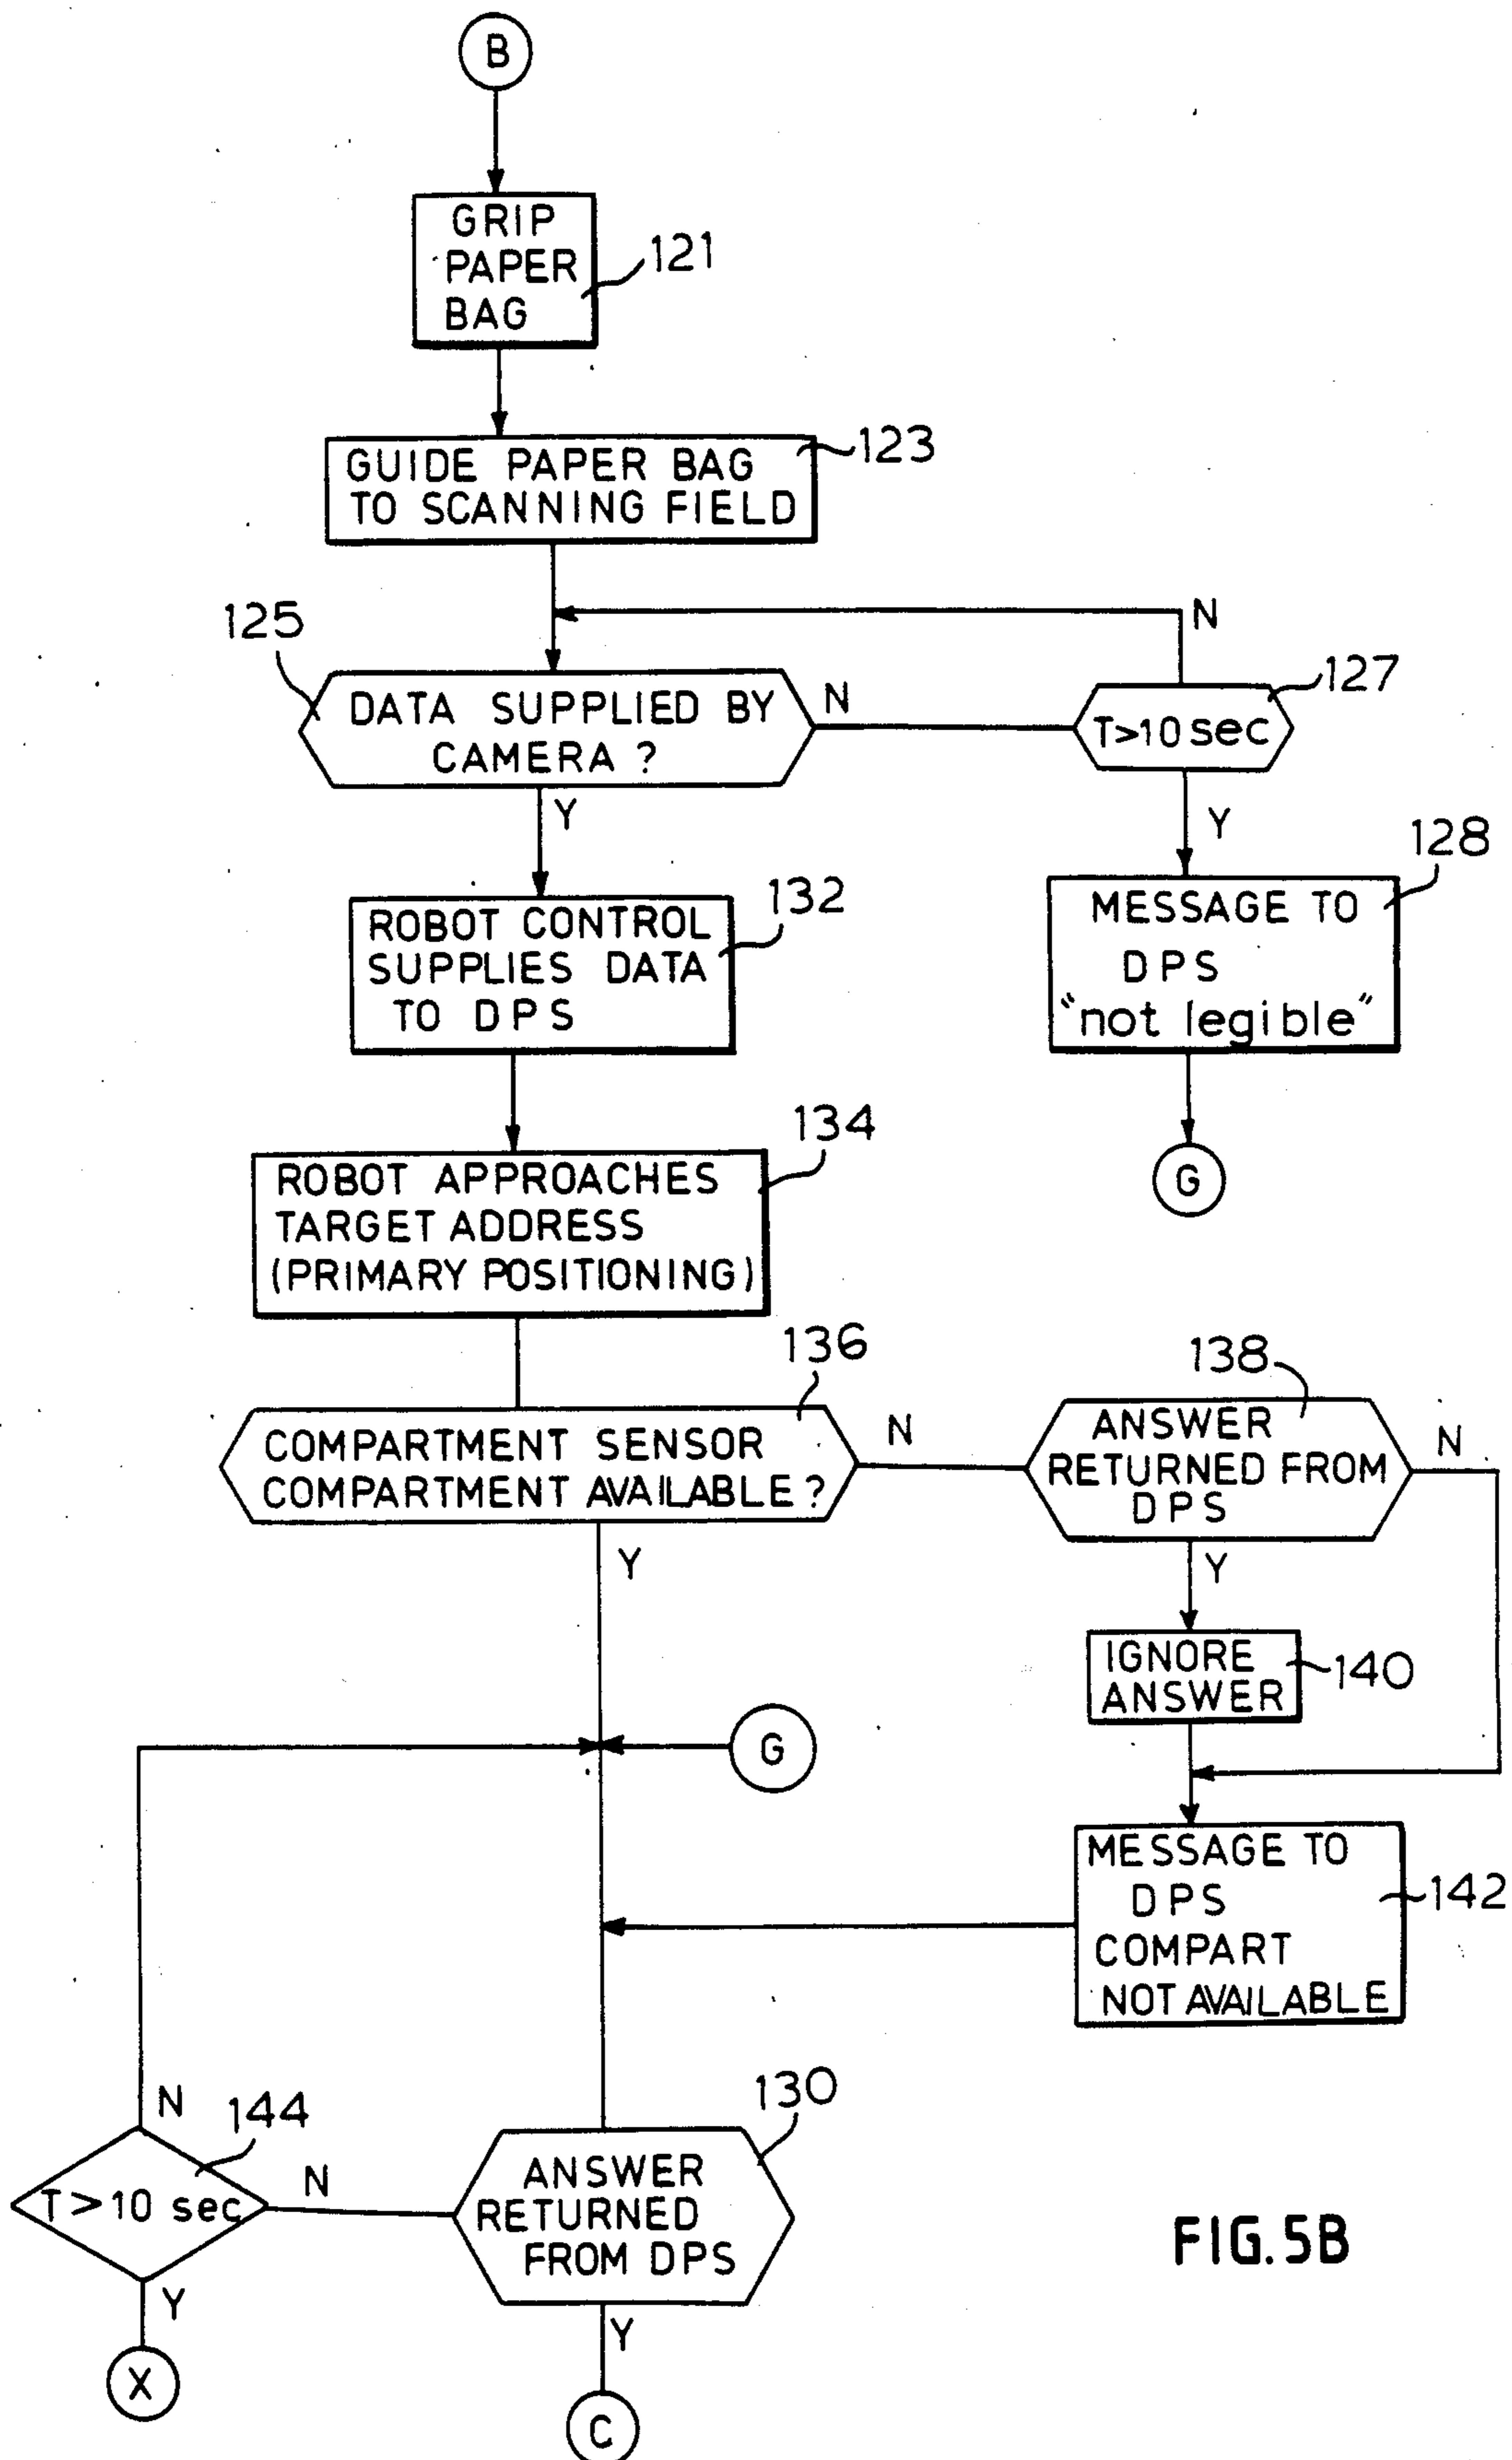 B
GRIP
PAPER
BAG
121
GUIDE PAPER BAG
TO SCANNING FIELD
123
N
125
DATA SUPPLIED BY
CAMERA ?
N
T>10 sec
127
Y
Y
128
ROBOT CONTROL
SUPPLIES DATA
TO DPS
132
MESSAGE TO
DPS
"not legible"
134
ROBOT APPROACHES
TARGET ADDRESS
(PRIMARY POSITIONING)
G
136
138
COMPARTMENT SENSOR
COMPARTMENT AVAILABLE ?
N
ANSWER
RETURNED FROM
DPS
N
Y
Y
IGNORE
ANSWER
140
G
MESSAGE TO
DPS
COMPART
NOT AVAILABLE
142
N
144
130
T > 10 sec
N
ANSWER
RETURNED
FROM DPS
Y
Y
X
C
FIG. 5B